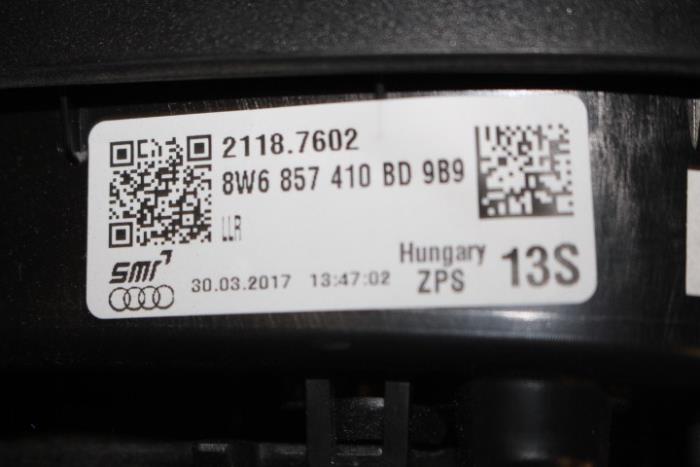 2118.7602
8W6 857 410 BD 9B9
LLR
smr
30.03.2017 13:47:02
Hungary
ZPS
13S